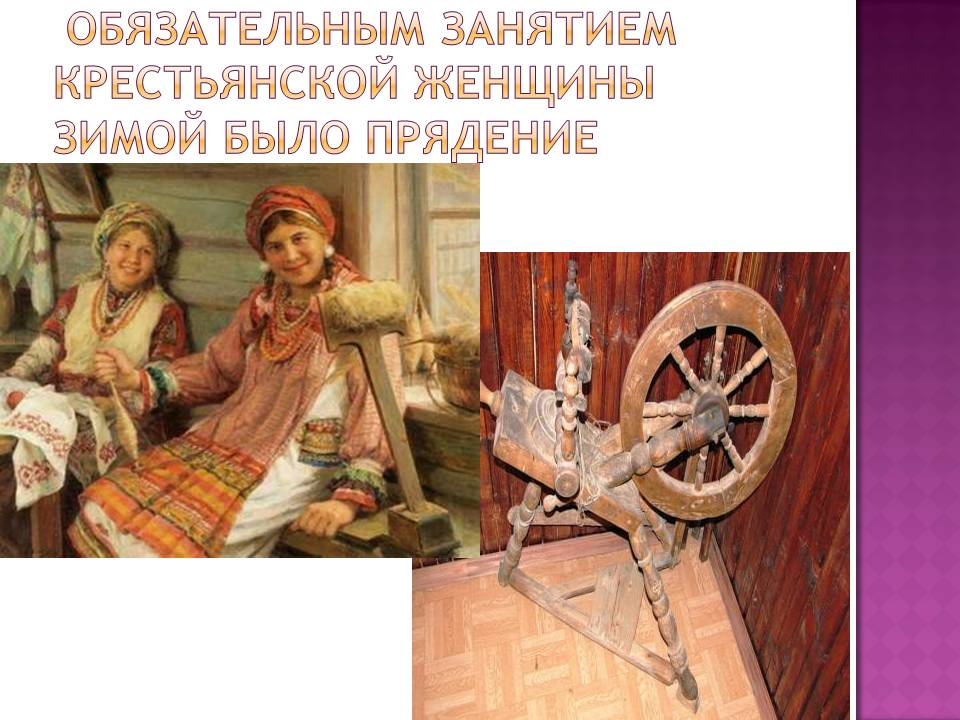 ОБЯЗАТЕЛЬНЫМ ЗАНЯТИЕМ
КРЕСТЬЯНСКОЙ ЖЕНЩИНЫ
ЗИМОЙ БЫЛО ПРЯДЕНИЕ